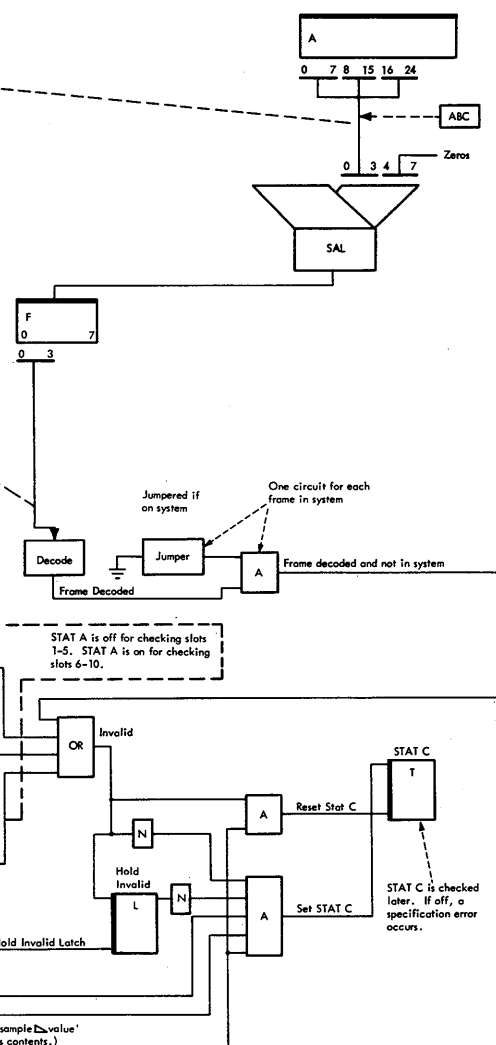 A
0 7 8 15 16 24
ABC
0 3 4 7
Zeros
SAL
F
0 7
0 3
Jumpered if
on system
One circuit for each
frame in system
Decode
Jumper
A
Frame decoded and not in system
Frame Decoded
STAT A is off for checking slots
1-5. STAT A is on for checking
slots 6-10.
OR
Invalid
STAT C
T
A
Reset Stat C
N
Hold
Invalid
L
N
A
Set STAT C
STAT C is checked
later. If off, a
specification error
occurs.
old Invalid Latch
sample value'
s contents.)